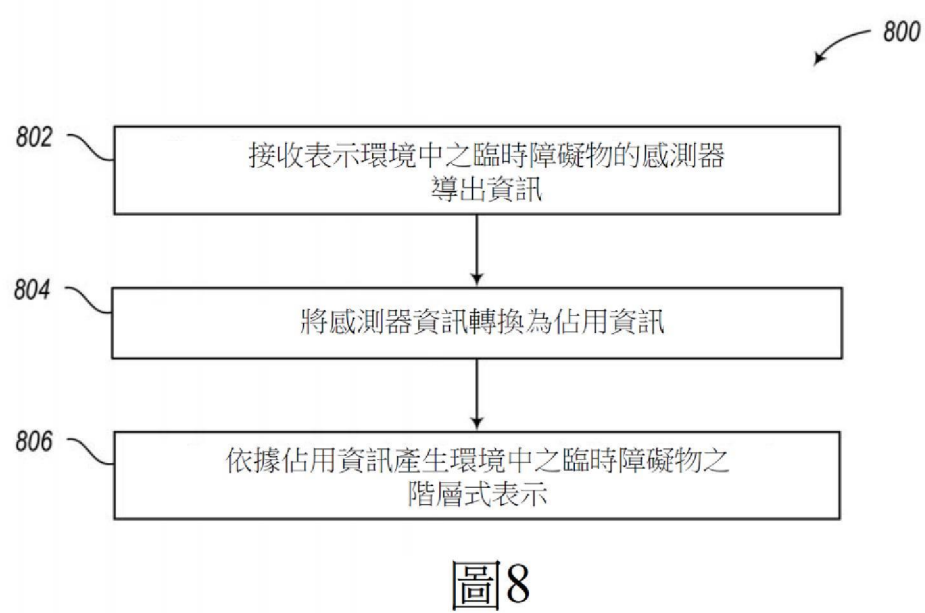 800
802
接收表示環境中之臨時障礙物的感測器
導出資訊
804
將感測器資訊轉換為佔用資訊
806
依據佔用資訊產生環境中之臨時障礙物之
階層式表示
圖8